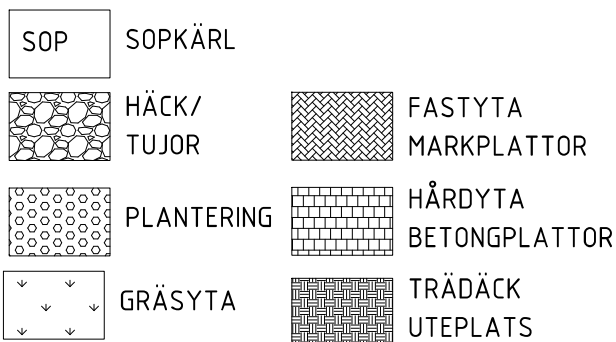 SOP SOPKÄRL
HÄCK/
TUJOR
PLANTERING
GRÄSYTA
FASTYTA
MARKPLATTOR
HÅRDYTA
BETONGPLATTOR
TRÄDÄCK
UTEPLATS